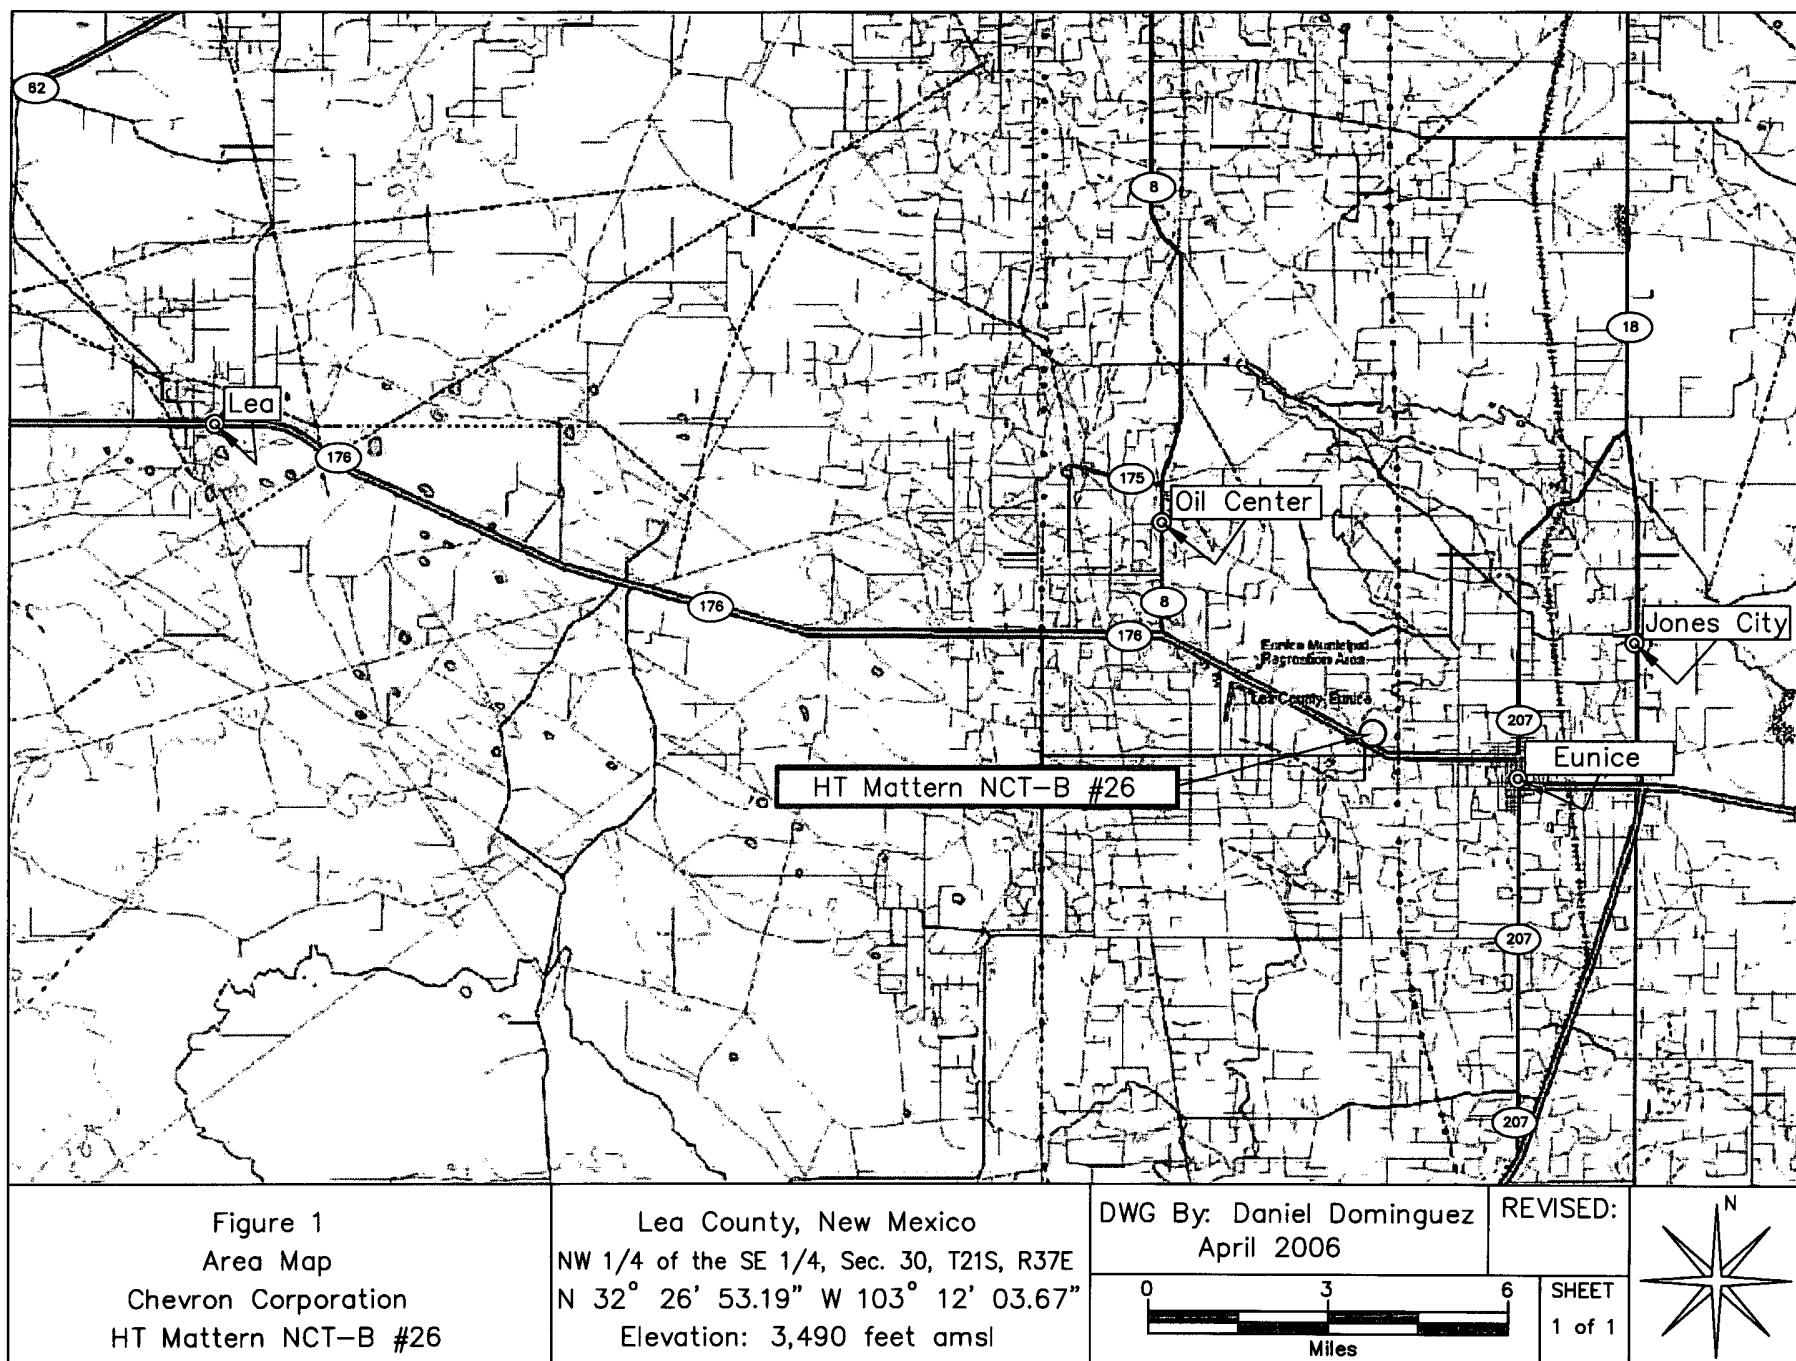 82
8
18
Lea
176
175
Oil Center
176
8
176
Jones City
Eunice Municipal
Recreation Area
Lea County, Eunice
207
Eunice
HT Mattern NCT-B #26
207
207
Figure 1
Area Map
Chevron Corporation
HT Mattern NCT-B #26
Lea County, New Mexico
NW 1/4 of the SE 1/4, Sec. 30, T21S, R37E
N 32° 26' 53.19" W 103° 12' 03.67"
Elevation: 3,490 feet amsl
DWG By: Daniel Dominguez
April 2006
REVISED:
0 3 6
Miles
SHEET
1 of 1
N